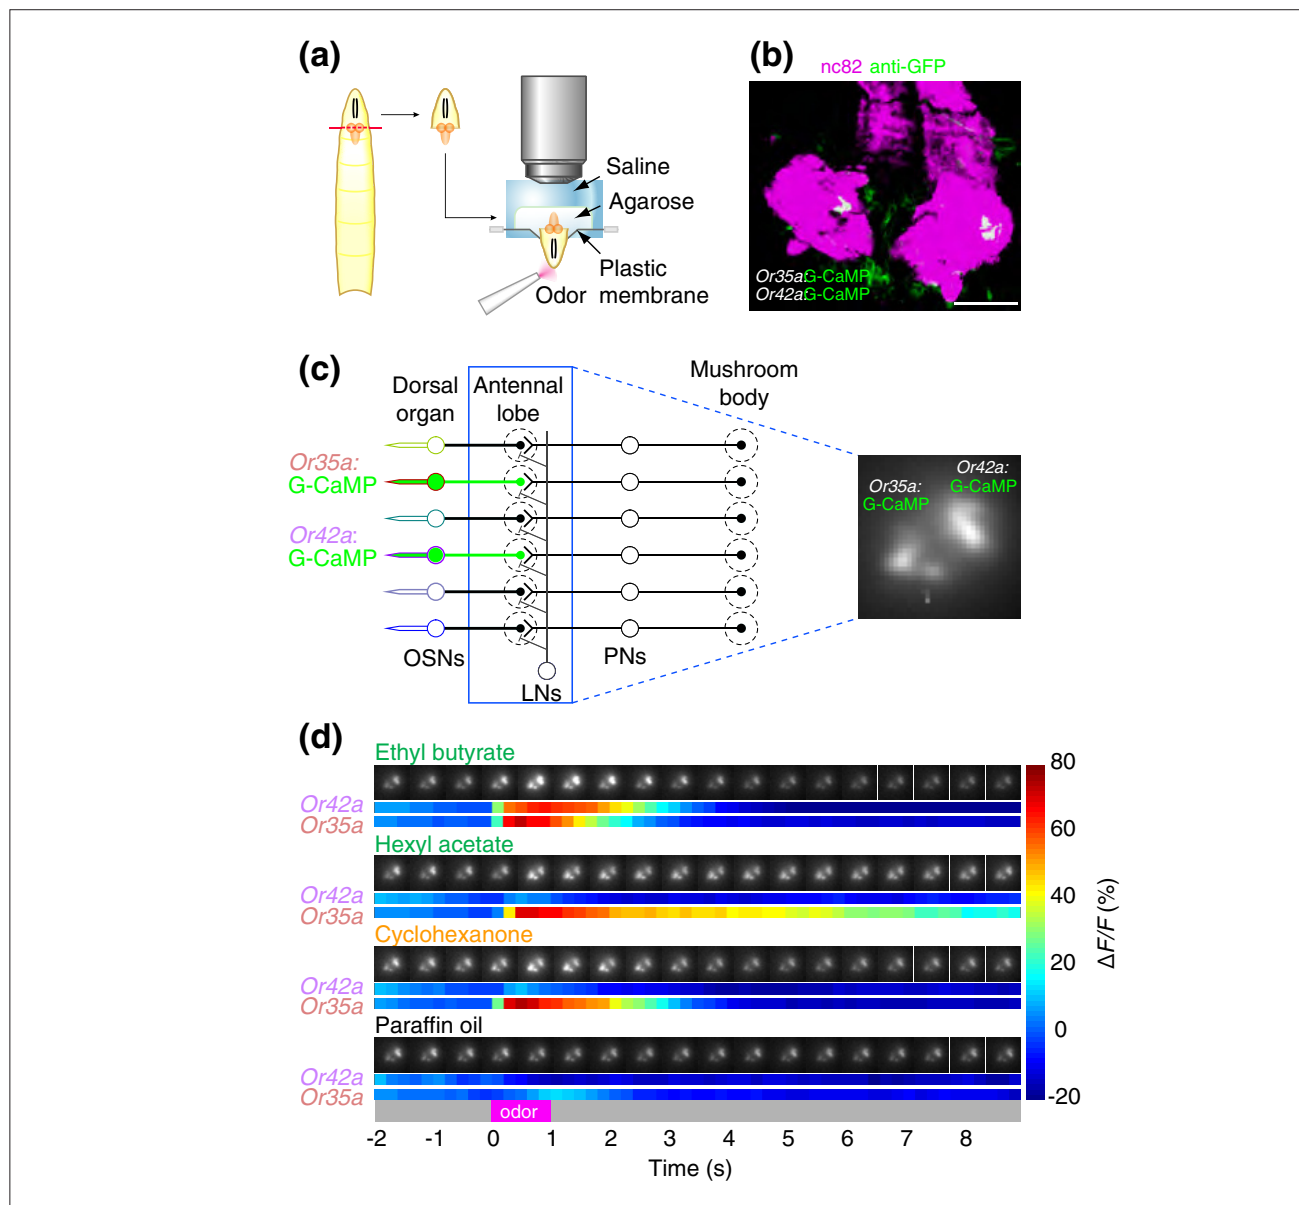 (a)
Saline
Agarose
Plastic
membrane
Odor
(b)
nc82 anti-GFP
Or35a:G-CaMP
Or42a:G-CaMP
(c)
Dorsal
organ
Antennal
lobe
Mushroom
body
Or35a:
G-CaMP
Or42a:
G-CaMP
OSNs
LNs
PNs
Or35a:
G-CaMP
Or42a:
G-CaMP
(d)
Ethyl butyrate
Or42a
Or35a
Hexyl acetate
Or42a
Or35a
Cyclohexanone
Or42a
Or35a
Paraffin oil
Or42a
Or35a
odor
-2 -1 0 1 2 3 4 5 6 7 8
Time (s)
80
60
40
20
0
-20
ΔF/F (%)